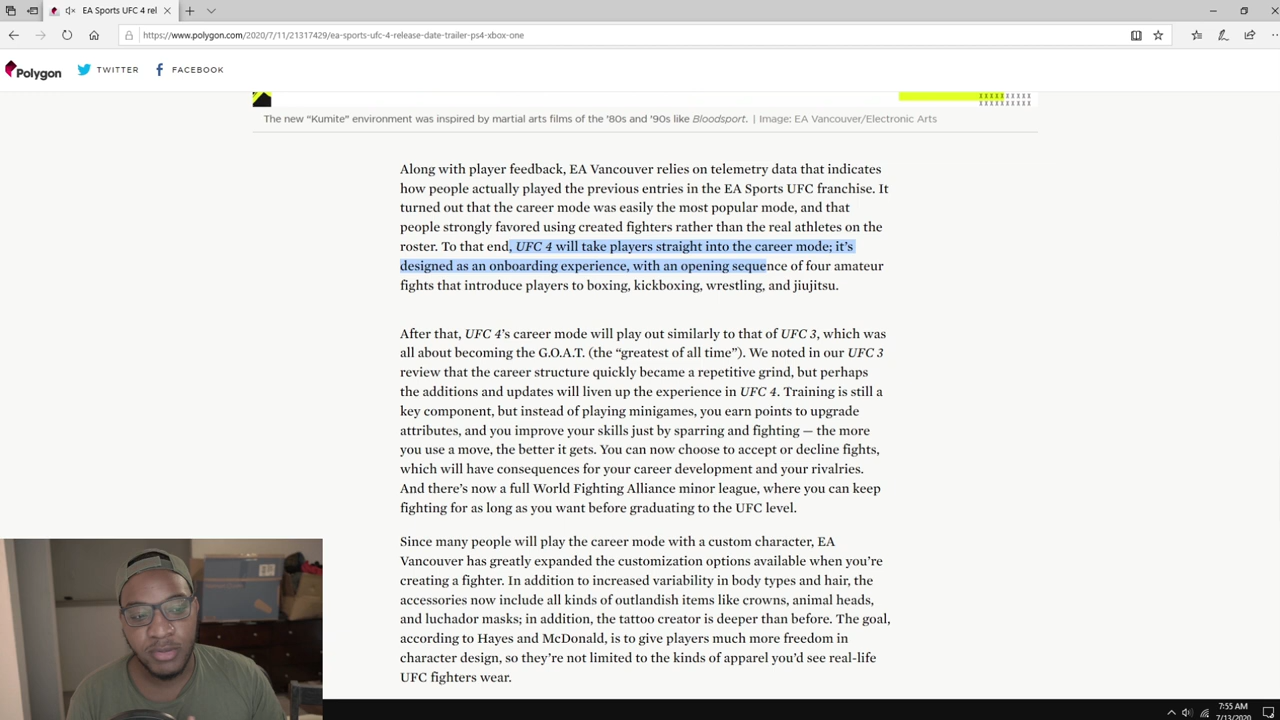 EA Sports UFC 4 rel
https://www.polygon.com/2020/7/11/21317429/ea-sports-ufc-4-release-date-trailer-ps4-xbox-one
Polygon
TWITTER
FACEBOOK
The new “Kumite” environment was inspired by martial arts films of the ’80s and ’90s like Bloodsport. | Image: EA Vancouver/Electronic Arts
Along with player feedback, EA Vancouver relies on telemetry data that indicates
how people actually played the previous entries in the EA Sports UFC franchise. It
turned out that the career mode was easily the most popular mode, and that
people strongly favored using created fighters rather than the real athletes on the
roster. To that end, UFC 4 will take players straight into the career mode; it’s
designed as an onboarding experience, with an opening sequence of four amateur
fights that introduce players to boxing, kickboxing, wrestling, and jiujitsu.
After that, UFC 4’s career mode will play out similarly to that of UFC 3, which was
all about becoming the G.O.A.T. (the “greatest of all time”). We noted in our UFC 3
review that the career structure quickly became a repetitive grind, but perhaps
the additions and updates will liven up the experience in UFC 4. Training is still a
key component, but instead of playing minigames, you earn points to upgrade
attributes, and you improve your skills just by sparring and fighting — the more
you use a move, the better it gets. You can now choose to accept or decline fights,
which will have consequences for your career development and your rivalries.
And there’s now a full World Fighting Alliance minor league, where you can keep
fighting for as long as you want before graduating to the UFC level.
Since many people will play the career mode with a custom character, EA
Vancouver has greatly expanded the customization options available when you’re
creating a fighter. In addition to increased variability in body types and hair, the
accessories now include all kinds of outlandish items like crowns, animal heads,
and luchador masks; in addition, the tattoo creator is deeper than before. The goal,
according to Hayes and McDonald, is to give players much more freedom in
character design, so they’re not limited to the kinds of apparel you’d see real-life
UFC fighters wear.
7:55 AM
7/13/2020